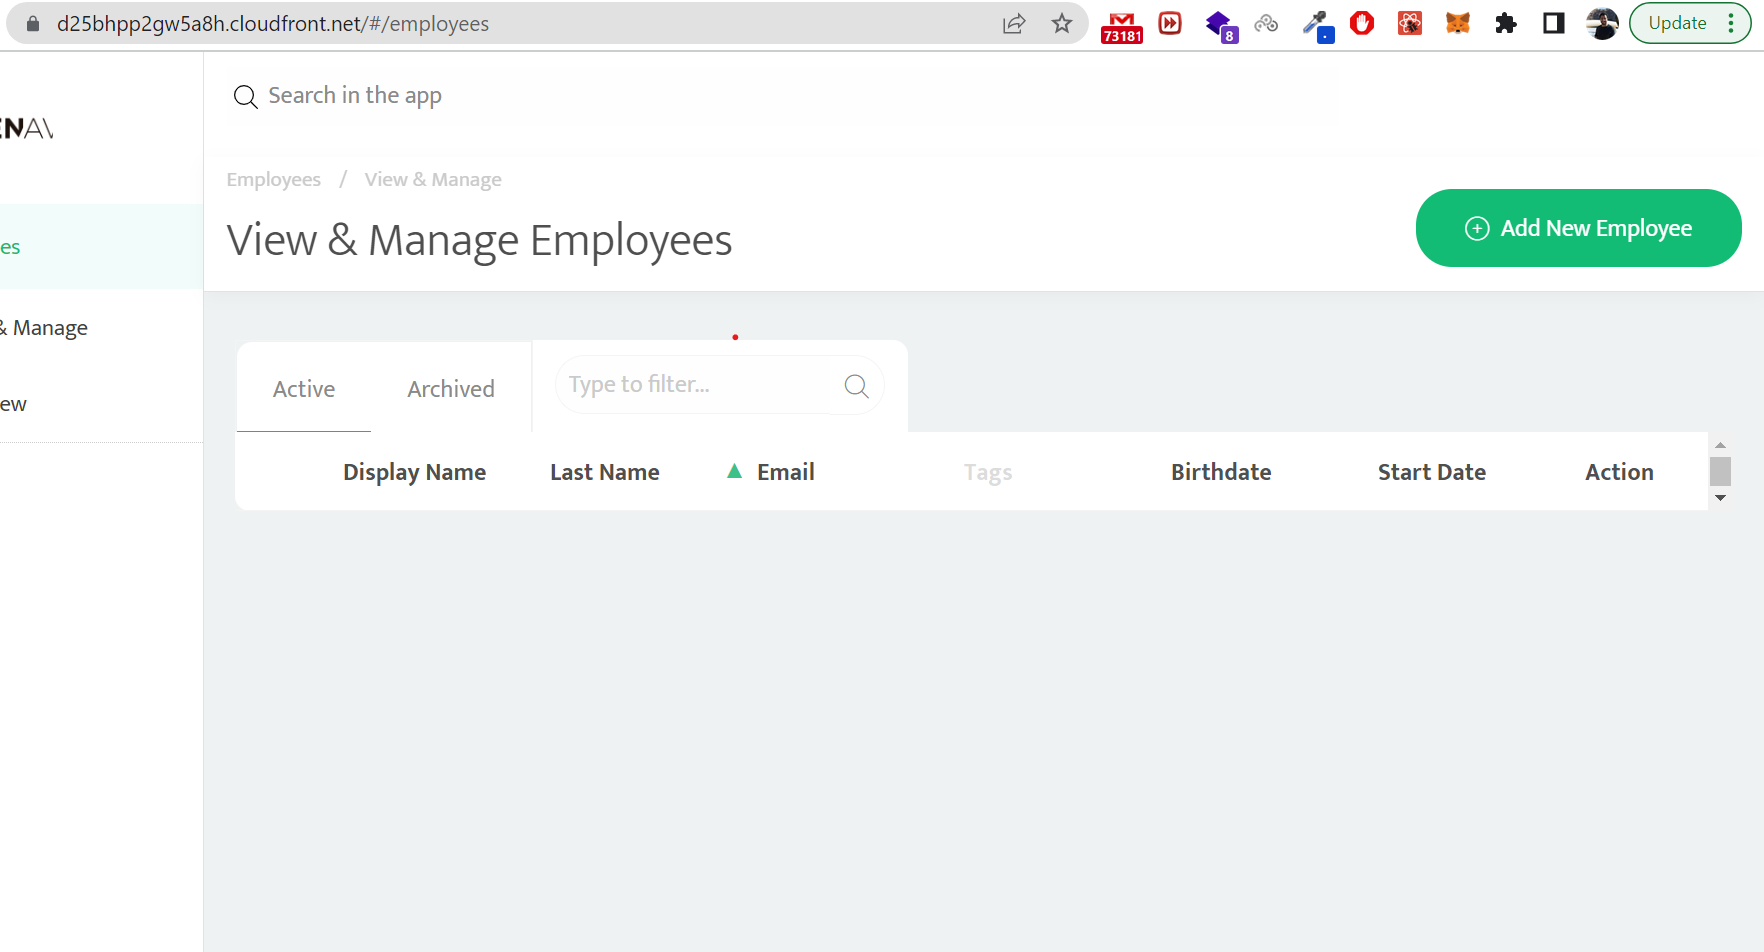 d25bhpp2gw5a8h.cloudfront.net/#/employees
73181
8
Update
Search in the app
ENAV
Employees / View & Manage
View & Manage Employees
Add New Employee
es
& Manage
ew
Active Archived Type to filter...
Display Name Last Name Email Tags Birthdate Start Date Action